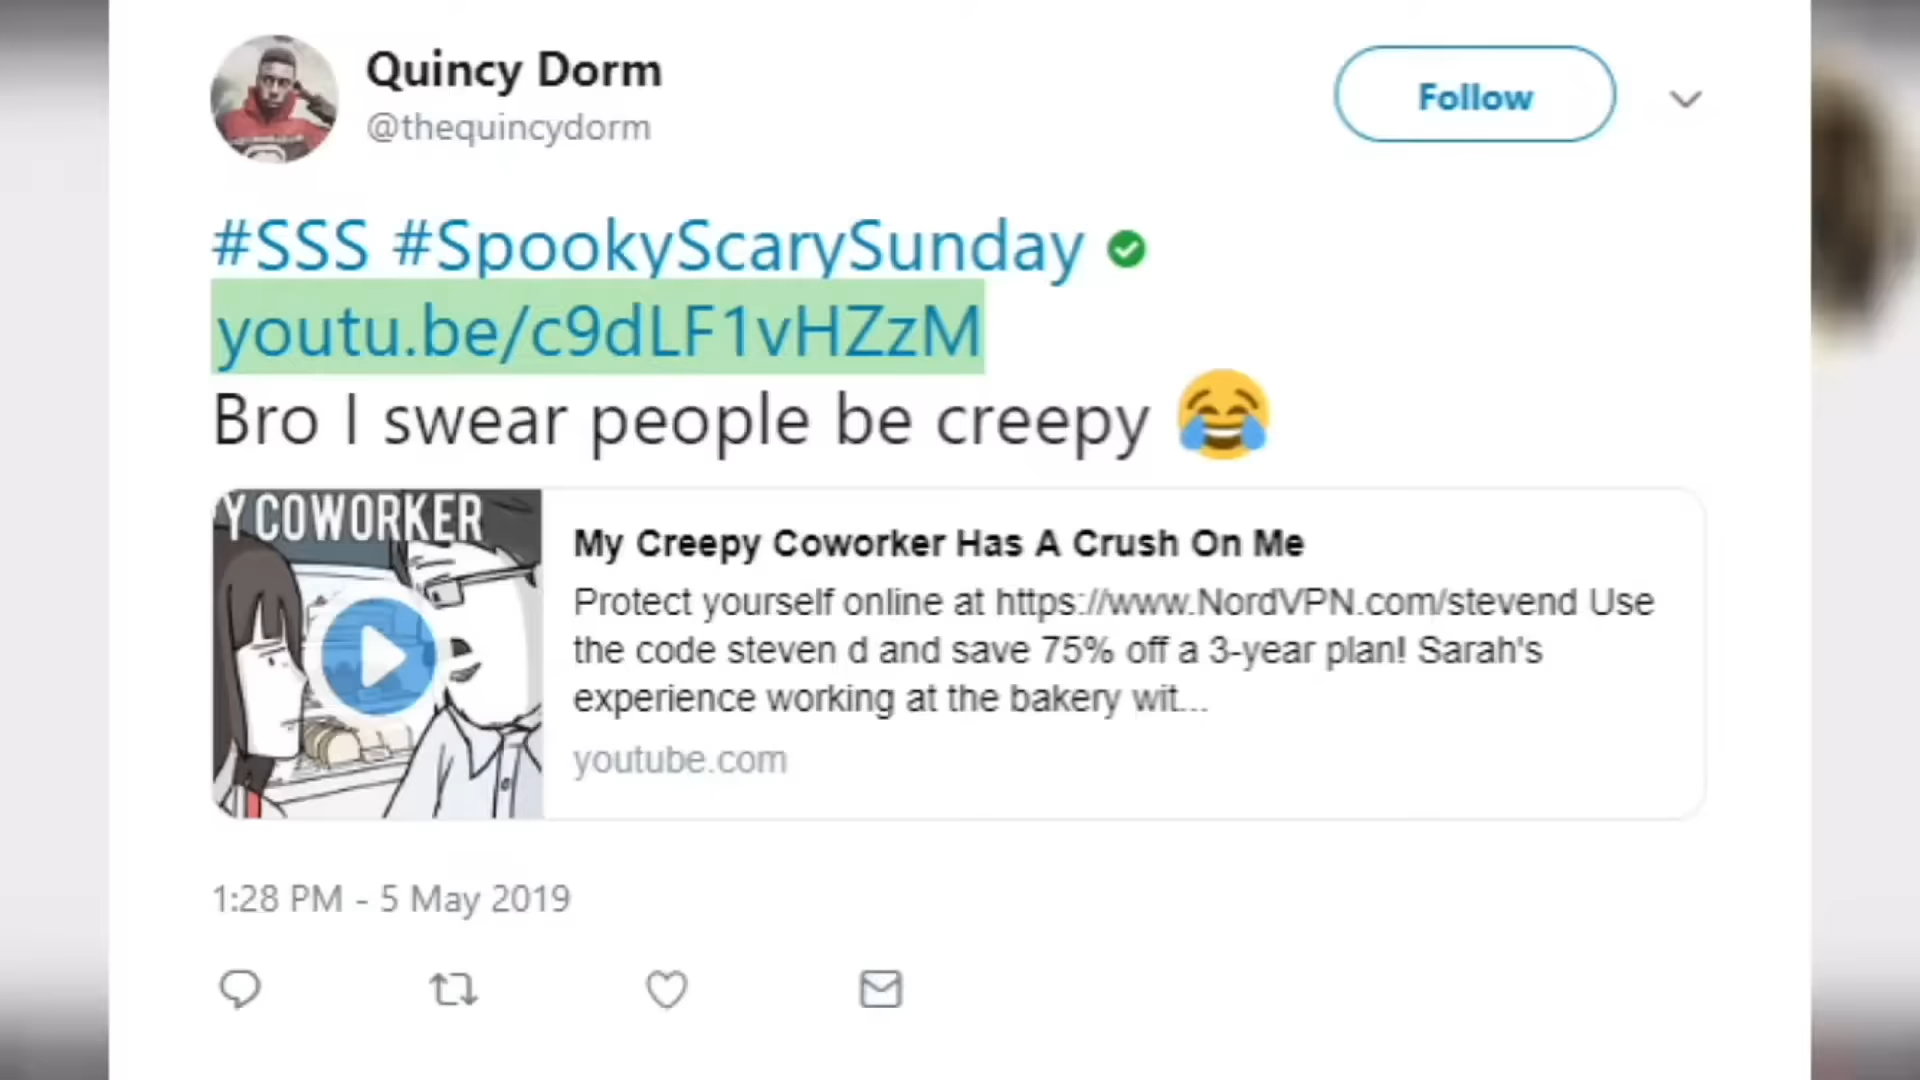 Quincy Dorm
@thequincydorm
Follow
#SSS #SpookyScarySunday
youtu.be/c9dLF1vHZzM
Bro I swear people be creepy 😂
Y COWORKER
My Creepy Coworker Has A Crush On Me
Protect yourself online at https://www.NordVPN.com/stevend Use
the code steven d and save 75% off a 3-year plan! Sarah's
experience working at the bakery wit...
youtube.com
1:28 PM - 5 May 2019